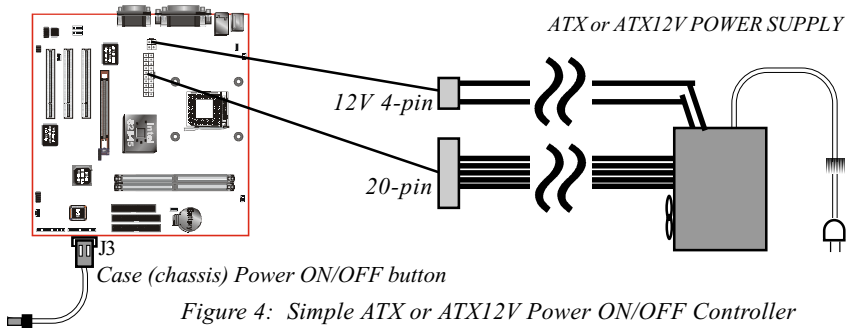 ATX or ATX12V POWER SUPPLY
12V 4-pin
20-pin
J3
Case (chassis) Power ON/OFF button
Figure 4: Simple ATX or ATX12V Power ON/OFF Controller